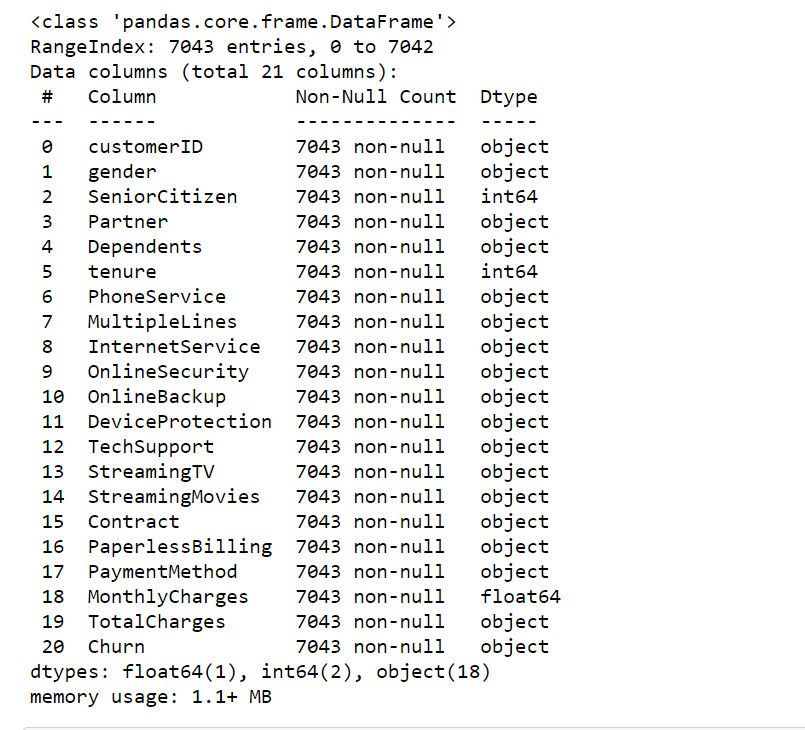 <class 'pandas.core.frame.DataFrame'>
RangeIndex: 7043 entries, 0 to 7042
Data columns (total 21 columns):
 #   Column            Non-Null Count  Dtype
---  ------            --------------  -----
 0   customerID        7043 non-null   object
 1   gender            7043 non-null   object
 2   SeniorCitizen     7043 non-null   int64
 3   Partner           7043 non-null   object
 4   Dependents        7043 non-null   object
 5   tenure            7043 non-null   int64
 6   PhoneService      7043 non-null   object
 7   MultipleLines     7043 non-null   object
 8   InternetService   7043 non-null   object
 9   OnlineSecurity    7043 non-null   object
 10  OnlineBackup      7043 non-null   object
 11  DeviceProtection  7043 non-null   object
 12  TechSupport       7043 non-null   object
 13  StreamingTV       7043 non-null   object
 14  StreamingMovies   7043 non-null   object
 15  Contract          7043 non-null   object
 16  PaperlessBilling  7043 non-null   object
 17  PaymentMethod     7043 non-null   object
 18  MonthlyCharges    7043 non-null   float64
 19  TotalCharges      7043 non-null   object
 20  Churn             7043 non-null   object
dtypes: float64(1), int64(2), object(18)
memory usage: 1.1+ MB